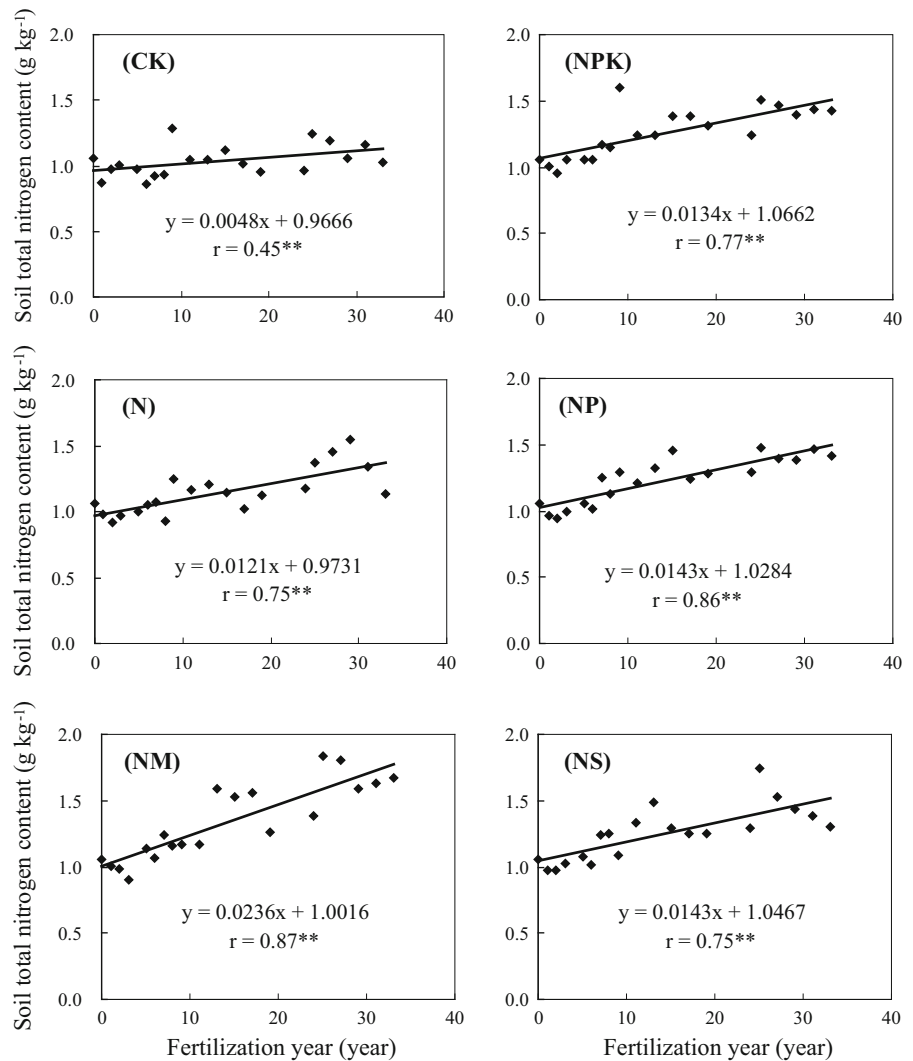 Soil total nitrogen content (g kg⁻¹)
2.0
1.5
1.0
0.5
0.0
(CK)
y = 0.0048x + 0.9666
r = 0.45**
0 10 20 30 40
2.0
1.5
1.0
0.5
0.0
(NPK)
y = 0.0134x + 1.0662
r = 0.77**
0 10 20 30 40
Soil total nitrogen content (g kg⁻¹)
2.0
1.5
1.0
0.5
0.0
(N)
y = 0.0121x + 0.9731
r = 0.75**
0 10 20 30 40
2.0
1.5
1.0
0.5
0.0
(NP)
y = 0.0143x + 1.0284
r = 0.86**
0 10 20 30 40
Soil total nitrogen content (g kg⁻¹)
2.0
1.5
1.0
0.5
0.0
(NM)
y = 0.0236x + 1.0016
r = 0.87**
0 10 20 30 40
Fertilization year (year)
2.0
1.5
1.0
0.5
0.0
(NS)
y = 0.0143x + 1.0467
r = 0.75**
0 10 20 30 40
Fertilization year (year)